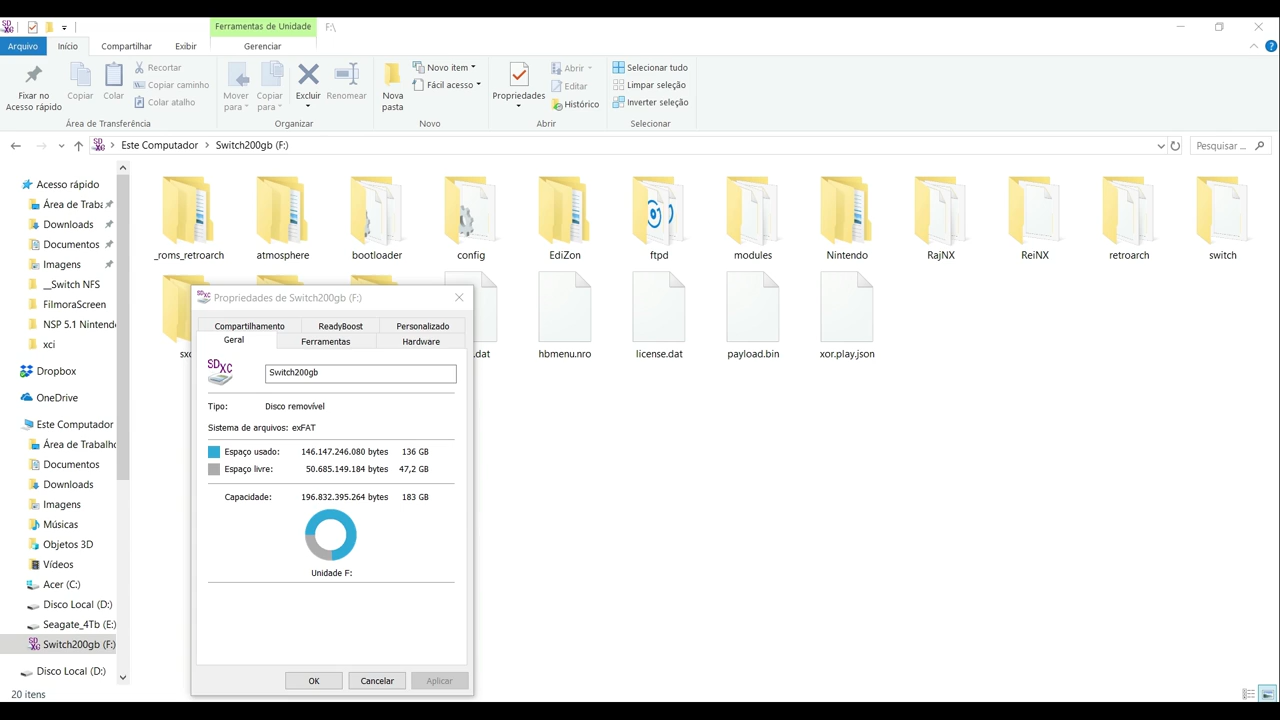 Ferramentas de Unidade
F:\
Arquivo
Início
Compartilhar
Exibir
Gerenciar
Fixar no
Acesso rápido
Copiar
Colar
Recortar
Copiar caminho
Colar atalho
Mover
para
Copiar
para
Excluir
Renomear
Nova
pasta
Novo item
Fácil acesso
Propriedades
Abrir
Editar
Histórico
Selecionar tudo
Limpar seleção
Inverter seleção
Área de Transferência
Organizar
Novo
Abrir
Selecionar
Este Computador > Switch200gb (F:)
Pesquisar ...
Acesso rápido
Área de Traba
Downloads
Documentos
Imagens
__Switch NFS
FilmoraScreen
NSP 5.1 Nintend
xci
Dropbox
OneDrive
Este Computador
Área de Trabalho
Documentos
Downloads
Imagens
Músicas
Objetos 3D
Vídeos
Acer (C:)
Disco Local (D:)
Seagate_4Tb (E:)
Switch200gb (F:)
Disco Local (D:)
20 itens
_roms_retroarch
atmosphere
bootloader
config
EdiZon
ftpd
modules
Nintendo
RajNX
ReiNX
retroarch
switch
sxo
.dat
hbmenu.nro
license.dat
payload.bin
xor.play.json
SDXC Propriedades de Switch200gb (F:)
Compartilhamento
ReadyBoost
Personalizado
Geral
Ferramentas
Hardware
SDXC
Switch200gb
Tipo: Disco removível
Sistema de arquivos: exFAT
Espaço usado: 146.147.246.080 bytes 136 GB
Espaço livre: 50.685.149.184 bytes 47,2 GB
Capacidade: 196.832.395.264 bytes 183 GB
Unidade F:
OK
Cancelar
Aplicar